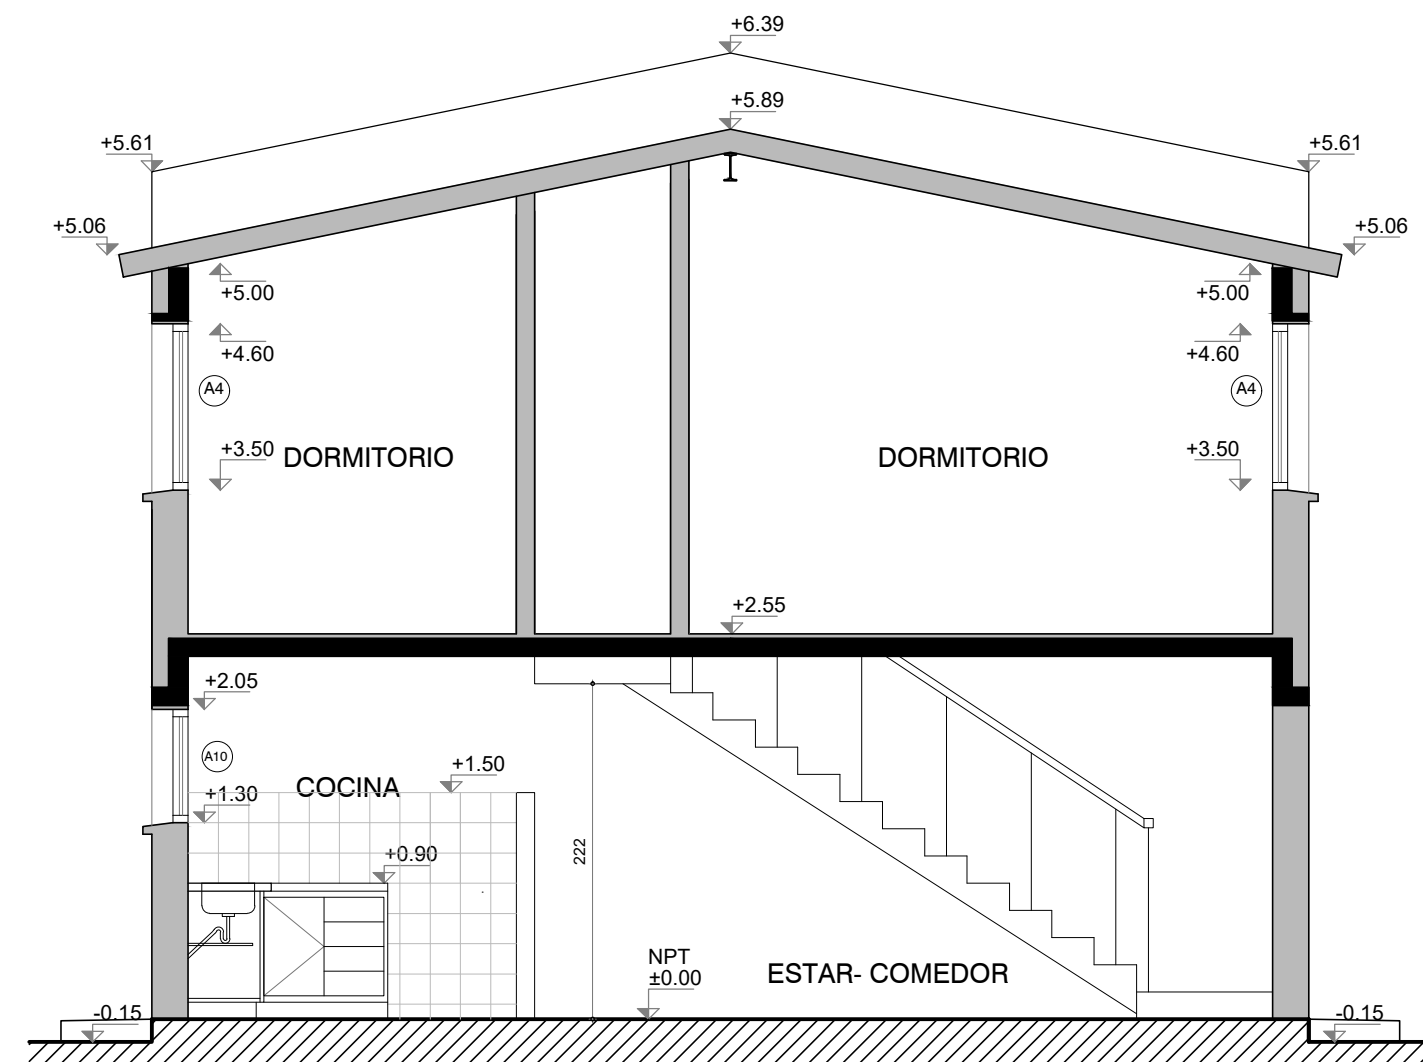 +6.39
+5.89
+5.61
+5.61
+5.06
+5.06
+5.00
+5.00
+4.60
+4.60
A4
A4
+3.50
DORMITORIO
DORMITORIO
+3.50
+2.55
+2.05
A10
+1.50
COCINA
+1.30
+0.90
222
NPT
±0.00
ESTAR- COMEDOR
-0.15
-0.15